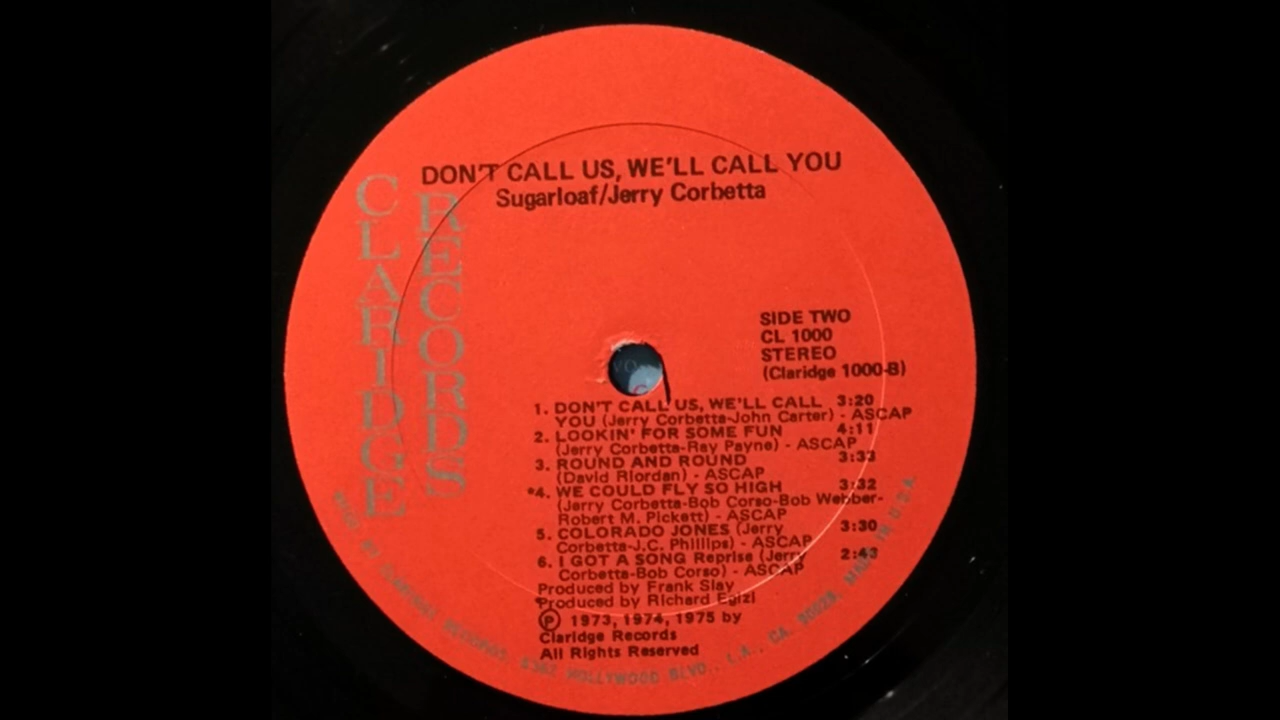 DON'T CALL US, WE'LL CALL YOU
Sugarloaf/Jerry Corbetta
CLARIDGE
RECORDS
SIDE TWO
CL 1000
STEREO
(Claridge 1000-B)
1. DON'T CALL US, WE'LL CALL 3:20
YOU (Jerry Corbetta-John Carter) - ASCAP
2. LOOKIN' FOR SOME FUN 4:11
(Jerry Corbetta-Ray Payne) - ASCAP
3. ROUND AND ROUND 3:33
(David Riordan) - ASCAP
*4. WE COULD FLY SO HIGH 3:32
(Jerry Corbetta-Bob Corso-Bob Webber-
Robert M. Pickett) - ASCAP
5. COLORADO JONES (Jerry 3:30
Corbetta-J.C. Phillips) - ASCAP
6. I GOT A SONG Reprise (Jerry 2:43
Corbetta-Bob Corso) - ASCAP
Produced by Frank Slay
*Produced by Richard Egizi
Ⓟ 1973, 1974, 1975 by
Claridge Records
All Rights Reserved
BY CLARIDGE RECORDS, HOLLYWOOD BLVD., L.A., CA. 90028, MADE IN U.S.A.